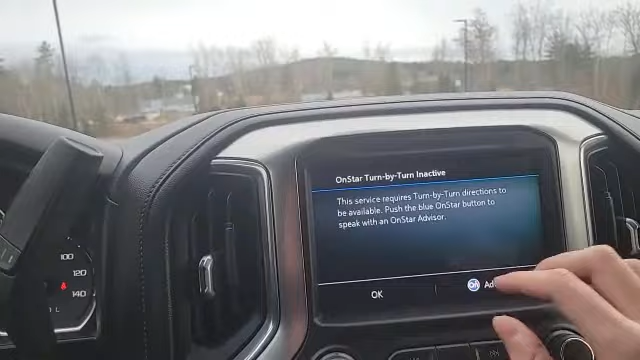 OnStar Turn-by-Turn Inactive
This service requires Turn-by-Turn directions to
be available. Push the blue OnStar button to
speak with an OnStar Advisor.
OK
100
120
140